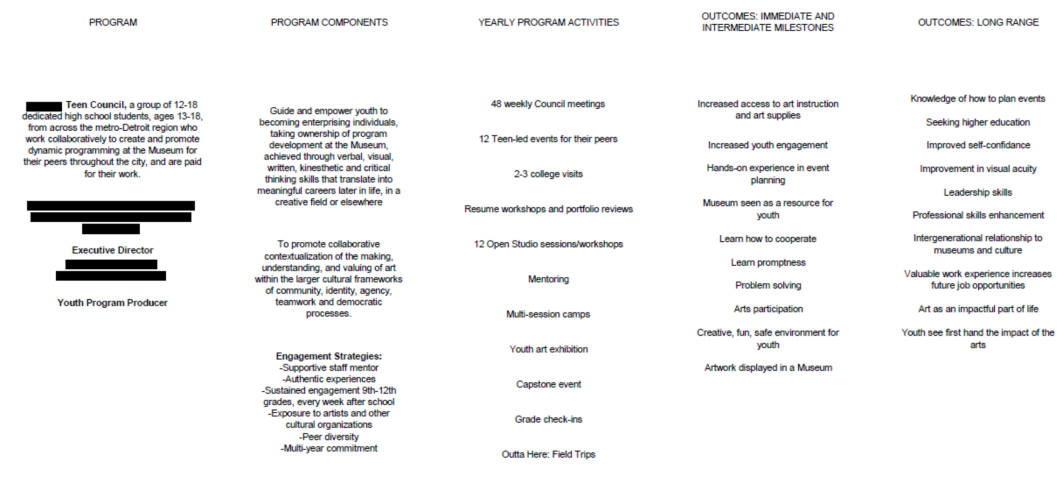 PROGRAM
Teen Council, a group of 12-18
dedicated high school students, ages 13-18,
from across the metro-Detroit region who
work collaboratively to create and promote
dynamic programming at the Museum for
their peers throughout the city, and are paid
for their work.
Executive Director
Youth Program Producer
PROGRAM COMPONENTS
Guide and empower youth to
becoming enterprising individuals,
taking ownership of program
development at the Museum,
achieved through verbal, visual,
written, kinesthetic and critical
thinking skills that translate into
meaningful careers later in life, in a
creative field or elsewhere
To promote collaborative
contextualization of the making,
understanding, and valuing of art
within the larger cultural frameworks
of community, identity, agency,
teamwork and democratic
processes.
Engagement Strategies:
-Supportive staff mentor
-Authentic experiences
-Sustained engagement 9th-12th
grades, every week after school
-Exposure to artists and other
cultural organizations
-Peer diversity
-Multi-year commitment
YEARLY PROGRAM ACTIVITIES
48 weekly Council meetings
12 Teen-led events for their peers
2-3 college visits
Resume workshops and portfolio reviews
12 Open Studio sessions/workshops
Mentoring
Multi-session camps
Youth art exhibition
Capstone event
Grade check-ins
Outta Here: Field Trips
OUTCOMES: IMMEDIATE AND
INTERMEDIATE MILESTONES
Increased access to art instruction
and art supplies
Increased youth engagement
Hands-on experience in event
planning
Museum seen as a resource for
youth
Learn how to cooperate
Learn promptness
Problem solving
Arts participation
Creative, fun, safe environment for
youth
Artwork displayed in a Museum
OUTCOMES: LONG RANGE
Knowledge of how to plan events
Seeking higher education
Improved self-confidance
Improvement in visual acuity
Leadership skills
Professional skills enhancement
Intergenerational relationship to
museums and culture
Valuable work experience increases
future job opportunities
Art as an impactful part of life
Youth see first hand the impact of the
arts